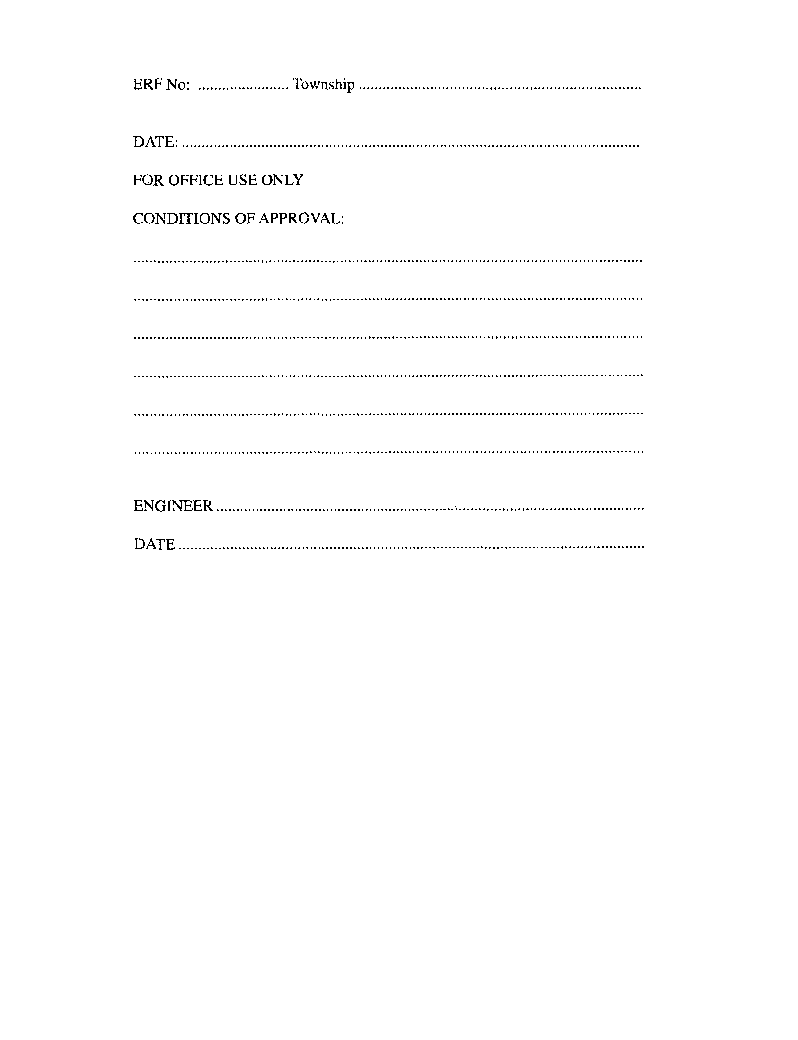 ERF No: ....................... Township .......................................................................
DATE: ...................................................................................................................
FOR OFFICE USE ONLY
CONDITIONS OF APPROVAL:
................................................................................................................................
................................................................................................................................
................................................................................................................................
................................................................................................................................
................................................................................................................................
................................................................................................................................
ENGINEER ...........................................................................................................
DATE .....................................................................................................................